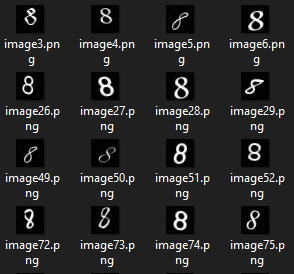 8 8 8 8
image3.pn image4.pn image5.pn image6.pn
g g g g
8 8 8 8
image26.p image27.p image28.p image29.p
ng ng ng ng
8 8 8 8
image49.p image50.p image51.p image52.p
ng ng ng ng
8 8 8 8
image72.p image73.p image74.p image75.p
ng ng ng ng